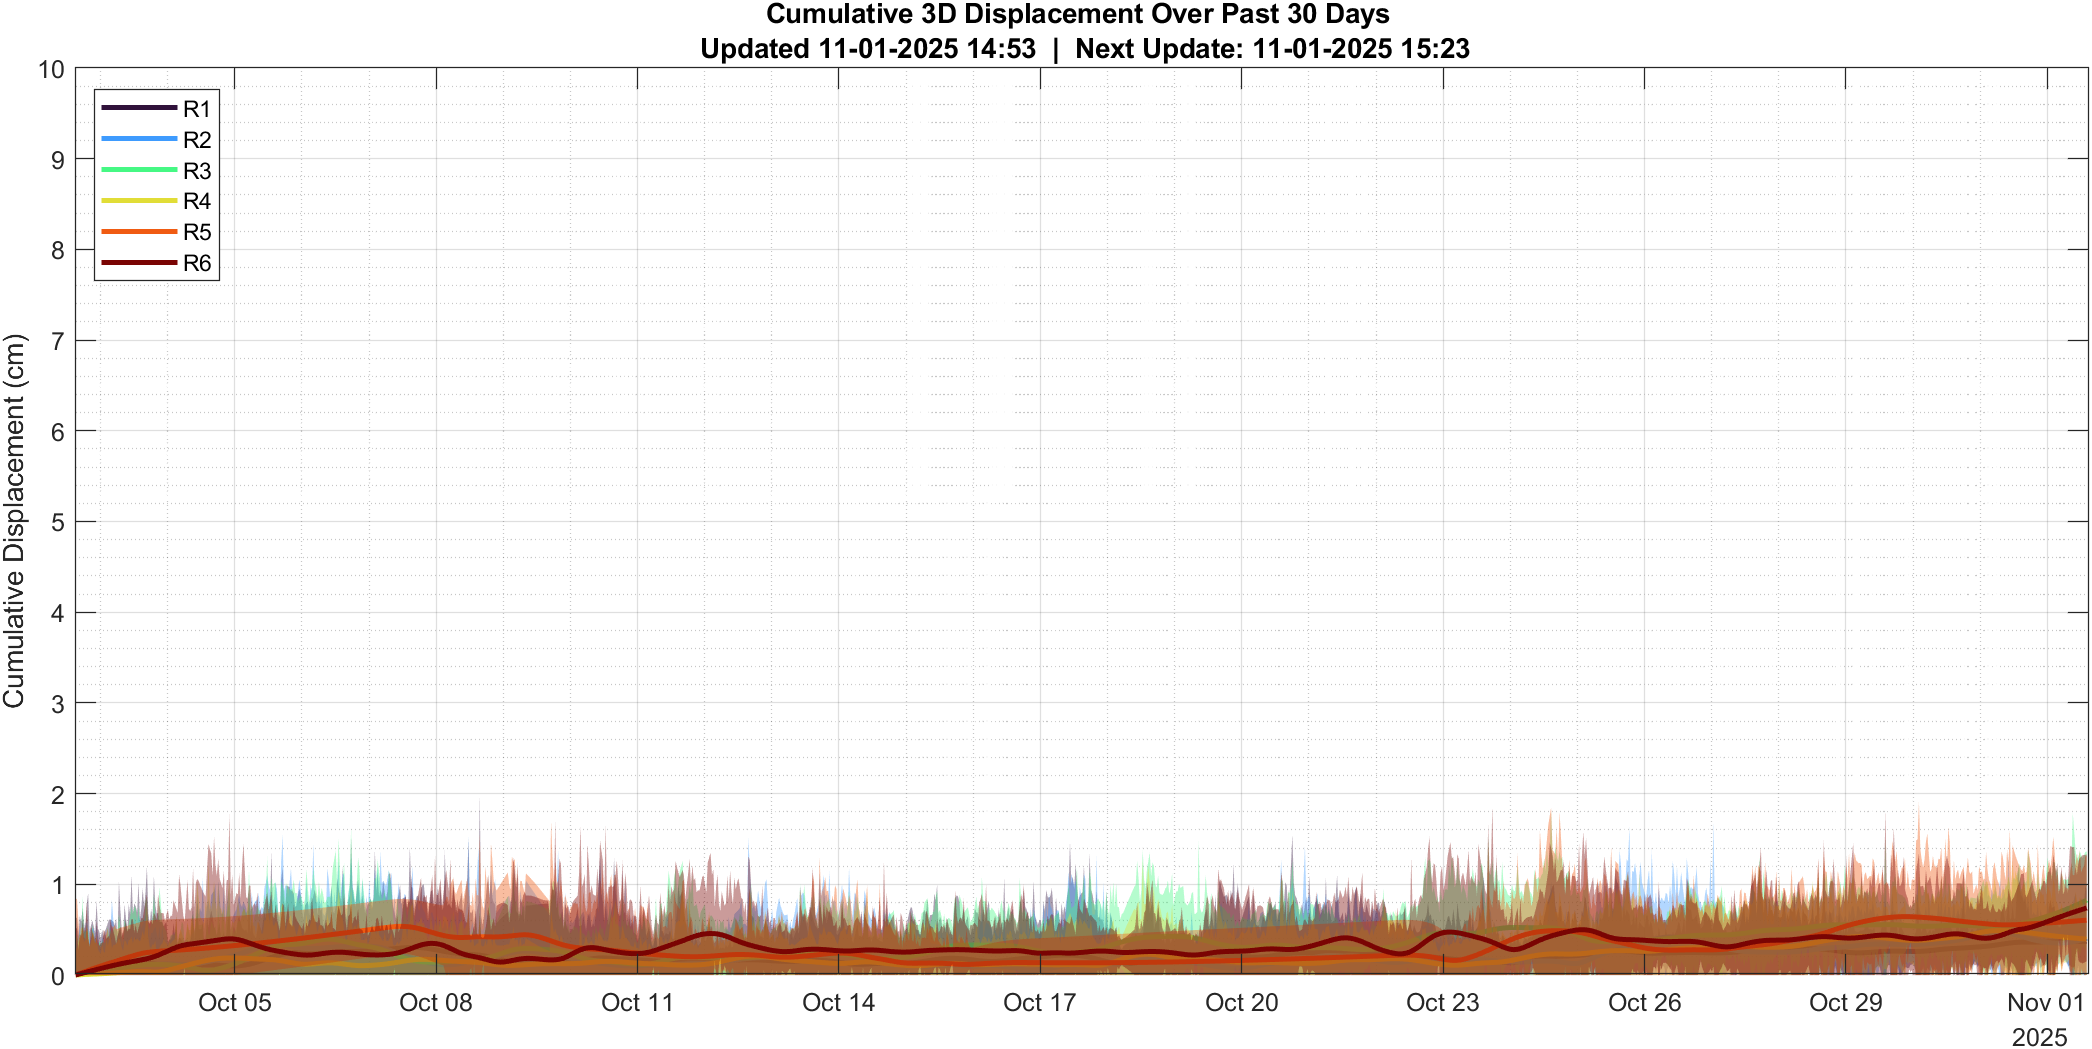 Cumulative 3D Displacement Over Past 30 Days
Updated 11-01-2025 14:53 | Next Update: 11-01-2025 15:23
Cumulative Displacement (cm)
10
9
8
7
6
5
4
3
2
1
0
R1
R2
R3
R4
R5
R6
Oct 05 Oct 08 Oct 11 Oct 14 Oct 17 Oct 20 Oct 23 Oct 26 Oct 29 Nov 01
2025